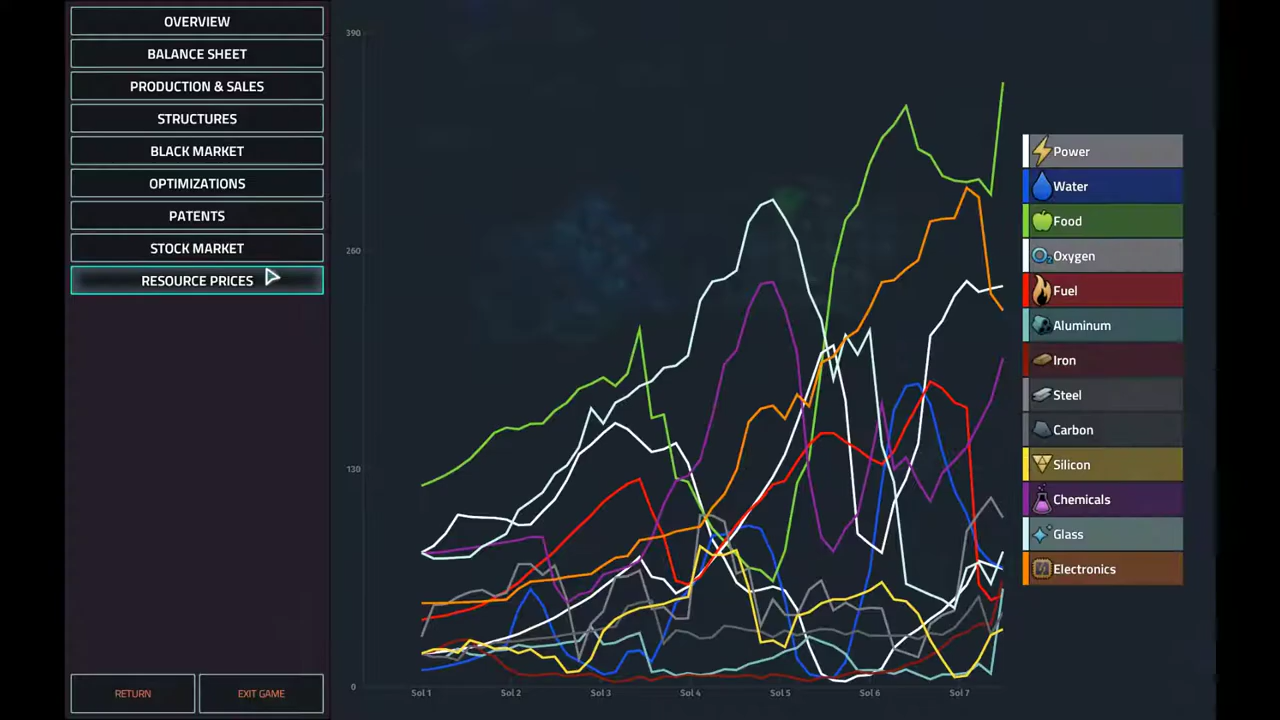 OVERVIEW
BALANCE SHEET
PRODUCTION & SALES
STRUCTURES
BLACK MARKET
OPTIMIZATIONS
PATENTS
STOCK MARKET
RESOURCE PRICES
RETURN
EXIT GAME
390
260
130
0
Sol 1
Sol 2
Sol 3
Sol 4
Sol 5
Sol 6
Sol 7
Power
Water
Food
O2 Oxygen
Fuel
Aluminum
Iron
Steel
Carbon
Silicon
Chemicals
Glass
Electronics